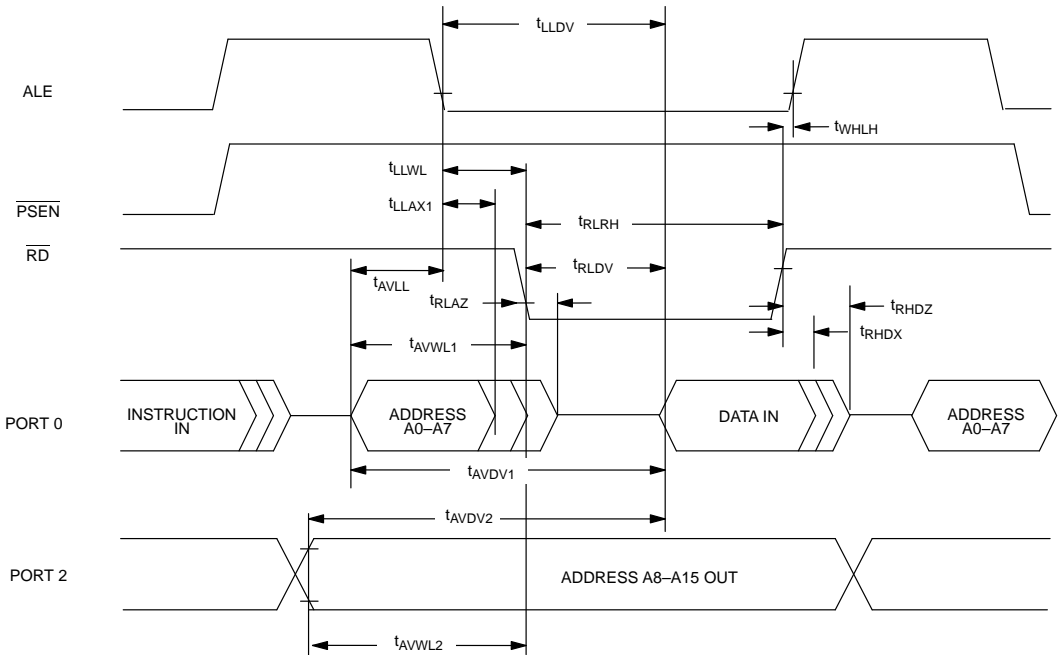 tLLDV
ALE
tWHLH
tLLWL
PSEN
tLLAX1
tRLRH
RD
tRLDV
tAVLL
tRLAZ
tRHDZ
tRHDX
tAVWL1
PORT 0
INSTRUCTION
IN
ADDRESS
A0–A7
DATA IN
ADDRESS
A0–A7
tAVDV1
tAVDV2
PORT 2
ADDRESS A8–A15 OUT
tAVWL2